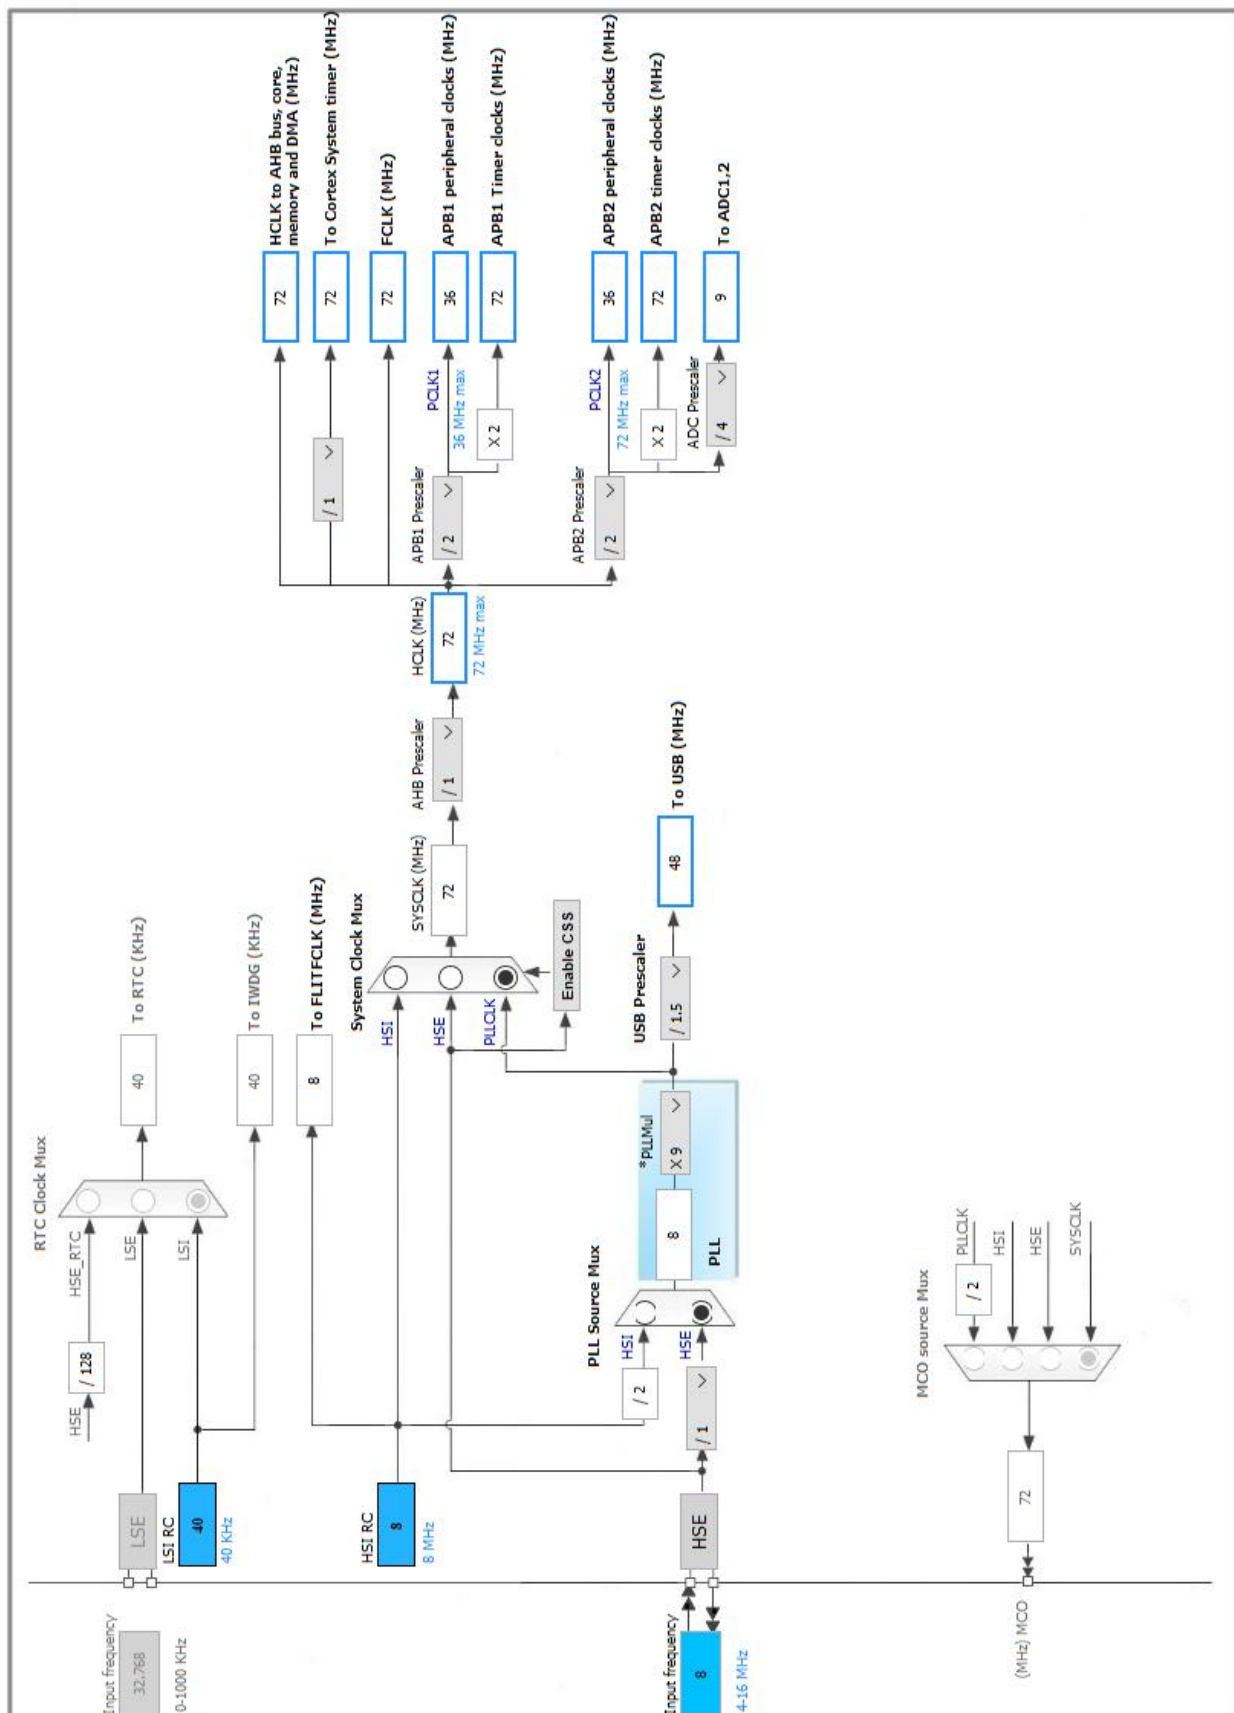 Input frequency
32.768
0-1000 KHz
LSE
LSI RC
40
40 KHz
HSE
/ 128
HSE_RTC
LSE
LSI
RTC Clock Mux
40
To RTC (KHz)
40
To IWDG (KHz)
HSI RC
8
8 MHz
8
To FLITFCLK (MHz)
Input frequency
8
4-16 MHz
HSE
/ 1
/ 2
HSI
HSE
PLL Source Mux
8
*PLLMul
X 9
PLL
USB Prescaler
/ 1.5
48
To USB (MHz)
System Clock Mux
HSI
HSE
PLLCLK
Enable CSS
SYSCLK (MHz)
72
AHB Prescaler
/ 1
HCLK (MHz)
72
72 MHz max
72
HCLK to AHB bus, core,
memory and DMA (MHz)
/ 1
72
To Cortex System timer (MHz)
72
FCLK (MHz)
APB1 Prescaler
/ 2
PCLK1
36 MHz max
36
APB1 peripheral clocks (MHz)
X 2
72
APB1 Timer clocks (MHz)
APB2 Prescaler
/ 2
PCLK2
72 MHz max
36
APB2 peripheral clocks (MHz)
X 2
72
APB2 timer clocks (MHz)
ADC Prescaler
/ 4
9
To ADC1,2
(MHz) MCO
72
MCO source Mux
/ 2
PLLCLK
HSI
HSE
SYSCLK